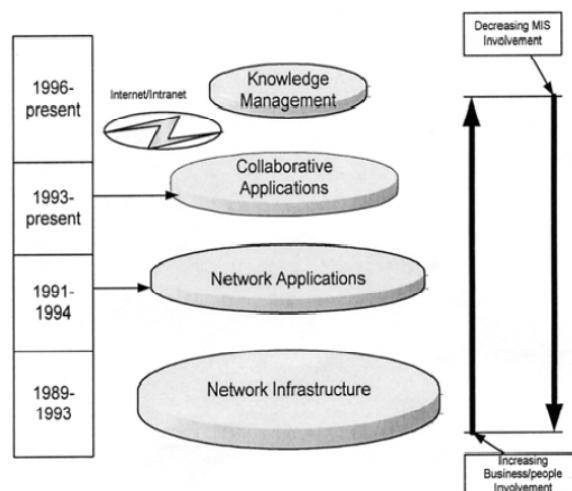 Decreasing MIS
Involvement
1996-
present
Internet/Intranet
Knowledge
Management
1993-
present
Collaborative
Applications
1991-
1994
Network Applications
1989-
1993
Network Infrastructure
Increasing
Business/people
Involvement